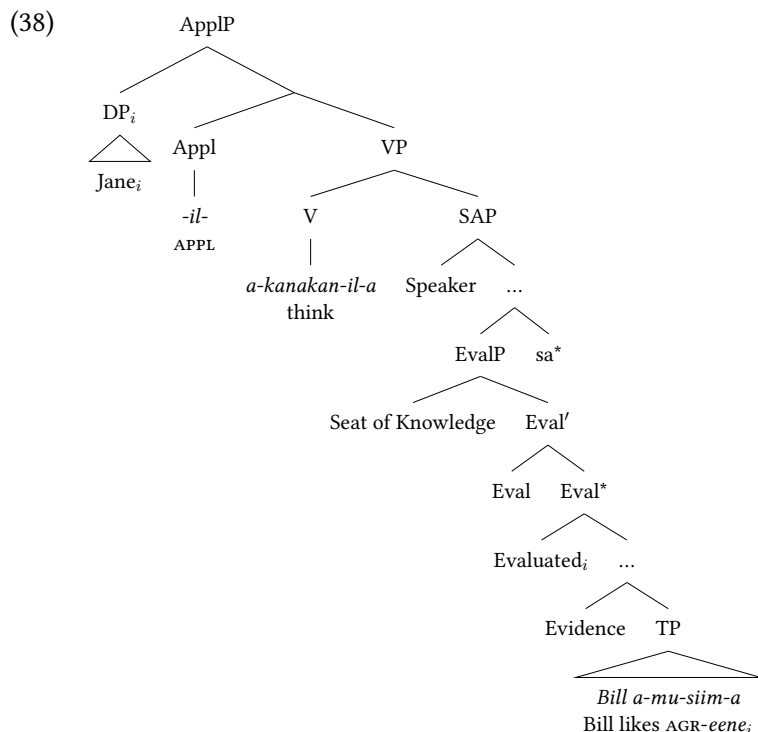 (38)
ApplP
DPᵢ
Appl VP
Janeᵢ
-il- V SAP
APPL
a-kanakan-il-a Speaker ...
think
EvalP sa*
Seat of Knowledge Eval′
Eval Eval*
Evaluatedᵢ ...
Evidence TP
Bill a-mu-siim-a
Bill likes AGR-eeneᵢ